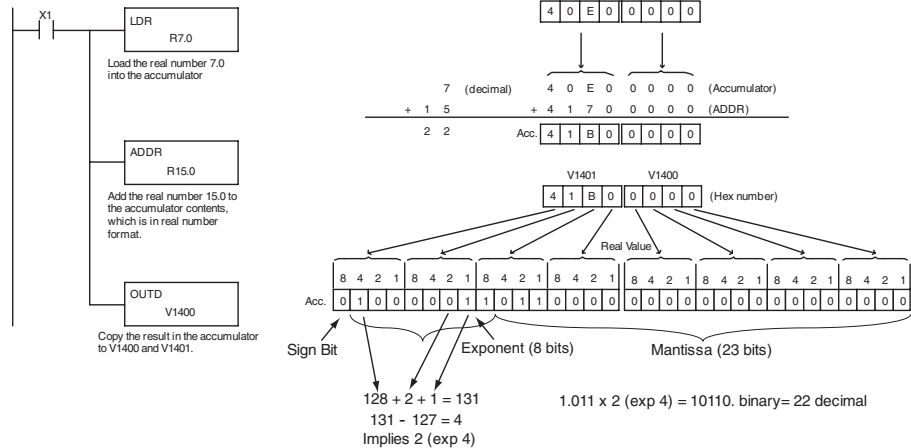 X1
LDR
R7.0
Load the real number 7.0
into the accumulator
ADDR
R15.0
Add the real number 15.0 to
the accumulator contents,
which is in real number
format.
OUTD
V1400
Copy the result in the accumulator
to V1400 and V1401.
4 0 E 0 0 0 0 0
7 (decimal) 4 0 E 0 0 0 0 0 (Accumulator)
+ 1 5 + 4 1 7 0 0 0 0 0 (ADDR)
2 2 Acc. 4 1 B 0 0 0 0 0
V1401 V1400
4 1 B 0 0 0 0 0 (Hex number)
Real Value
8 4 2 1 8 4 2 1 8 4 2 1 8 4 2 1 8 4 2 1 8 4 2 1 8 4 2 1 8 4 2 1
Acc. 0 1 0 0 0 0 0 1 1 0 1 1 0 0 0 0 0 0 0 0 0 0 0 0 0 0 0 0 0 0 0 0
Sign Bit Exponent (8 bits) Mantissa (23 bits)
128 + 2 + 1 = 131
131 - 127 = 4
Implies 2 (exp 4)
1.011 x 2 (exp 4) = 10110. binary= 22 decimal